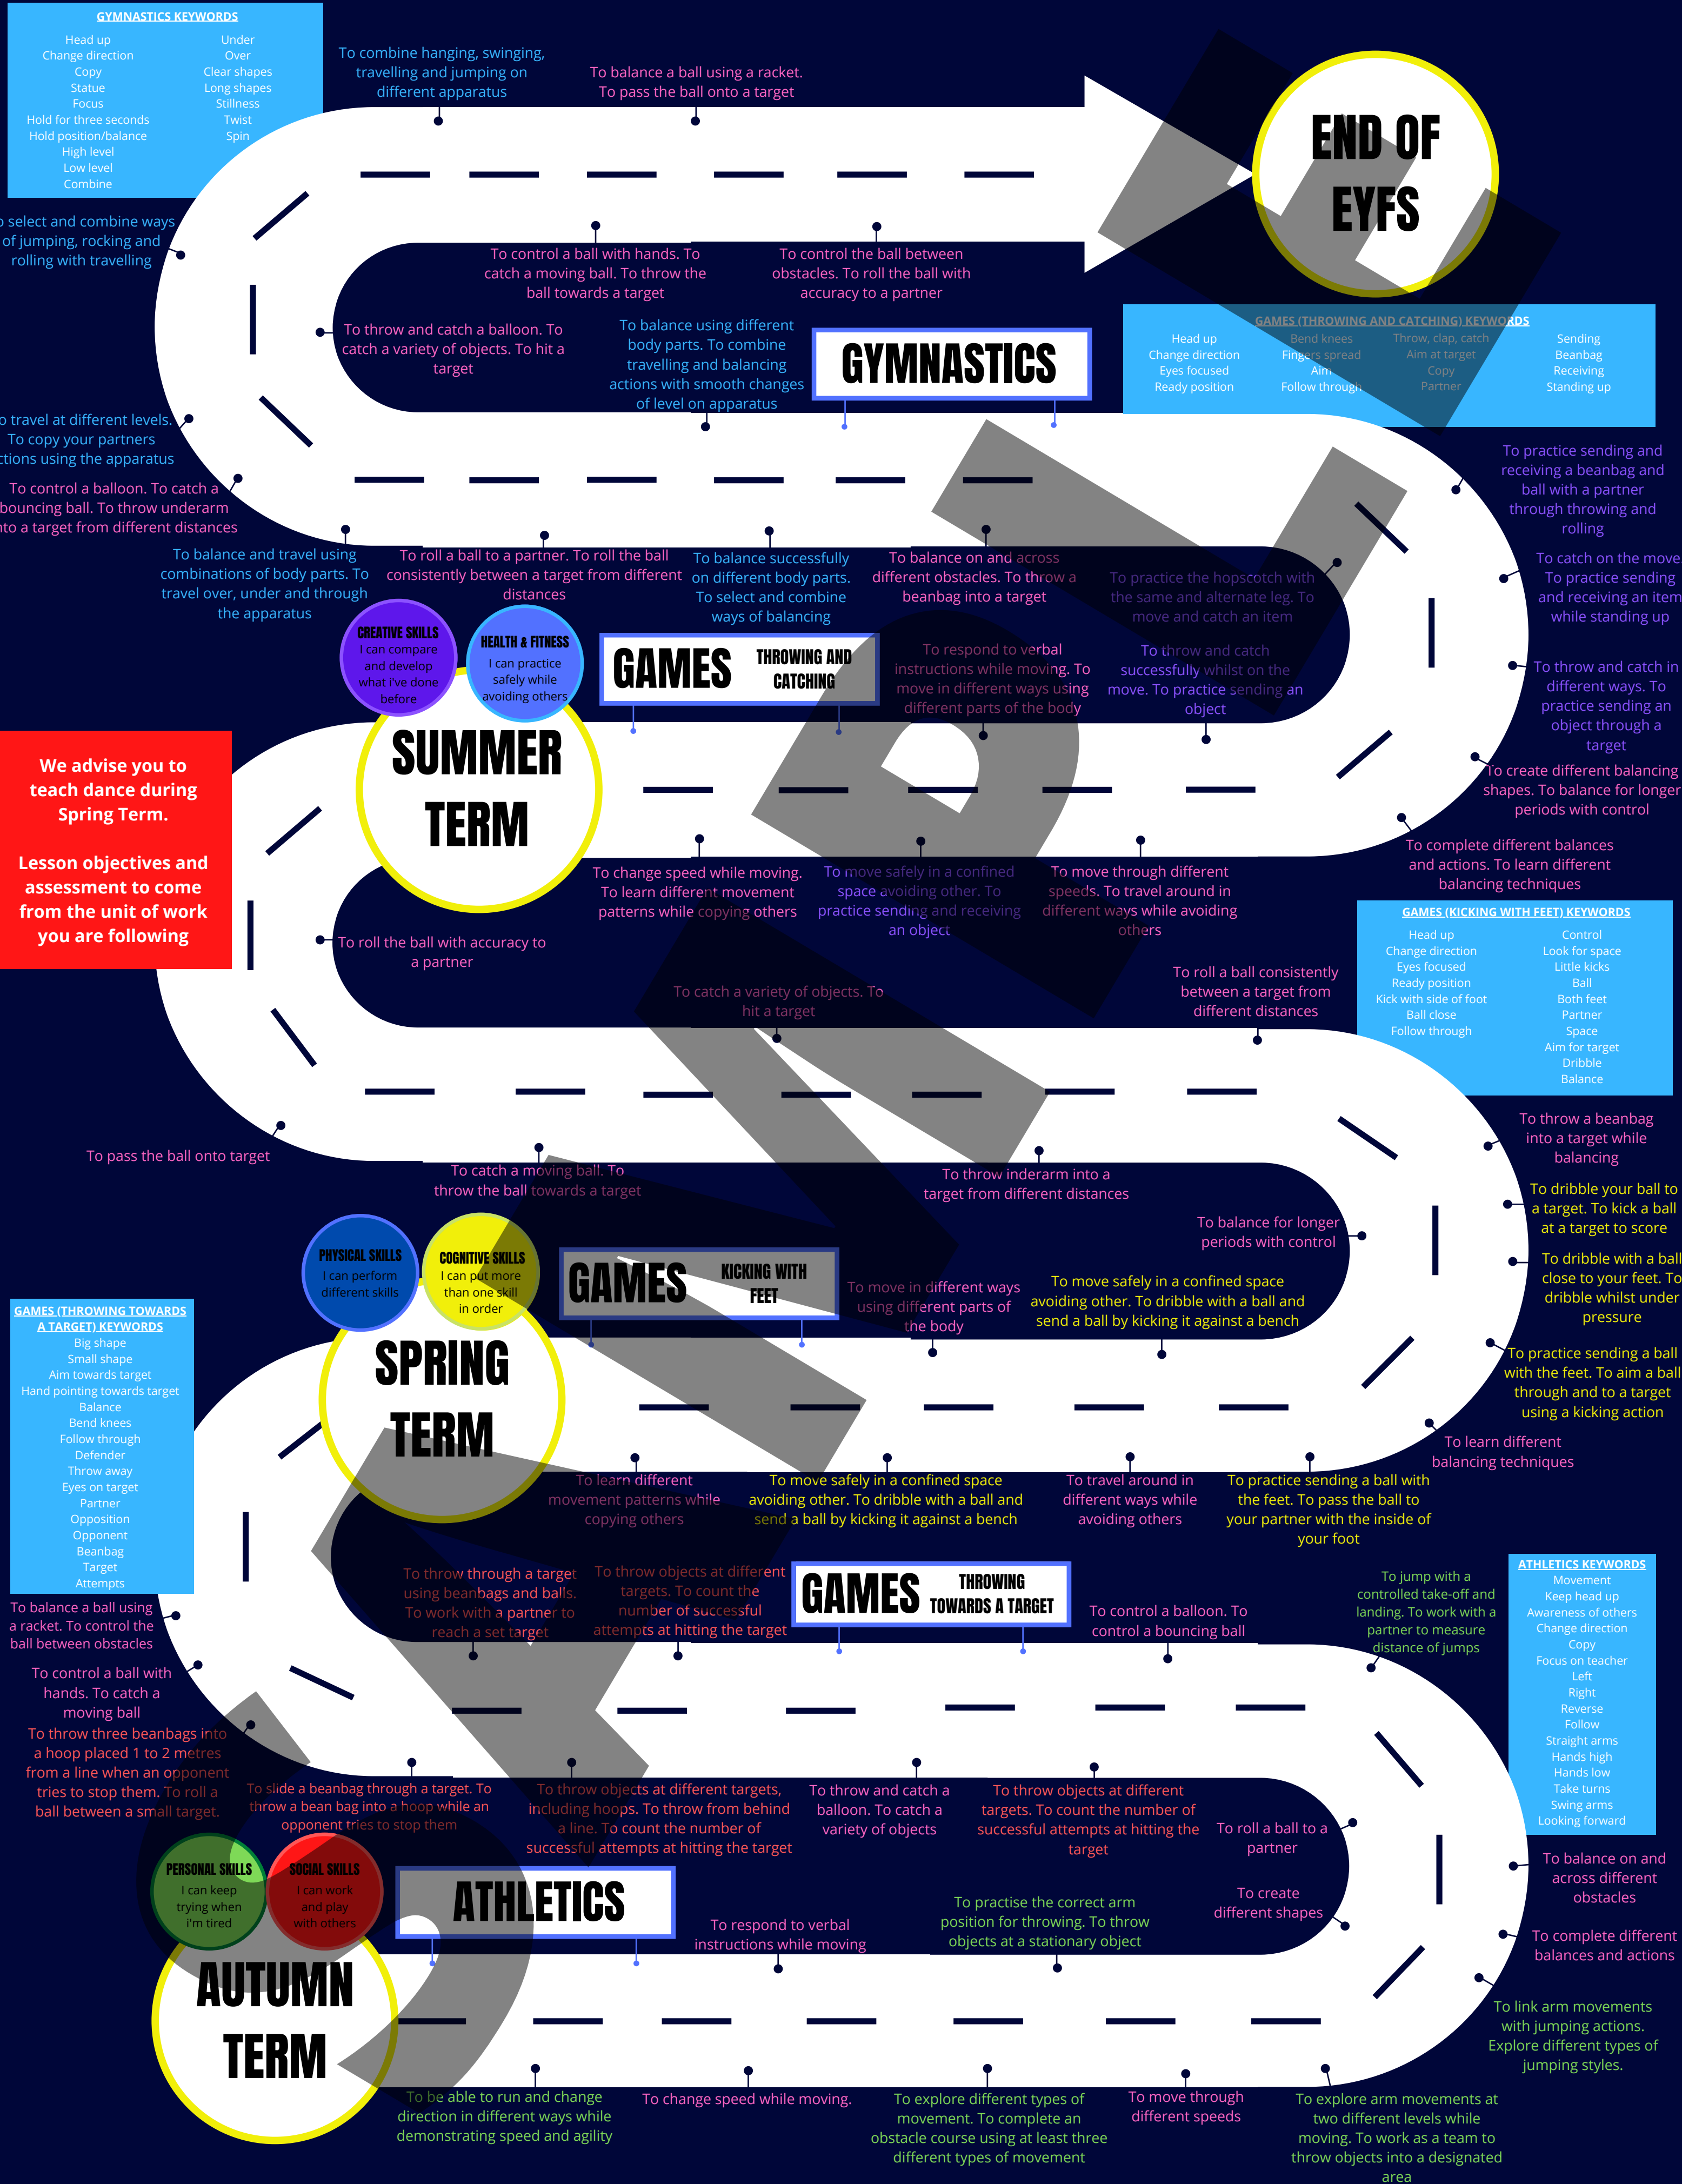 GYMNASTICS KEYWORDS
Head up
Change direction
Copy
Statue
Focus
Hold for three seconds
Hold position/balance
High level
Low level
Combine
Under
Over
Clear shapes
Long shapes
Stillness
Twist
Spin
To combine hanging, swinging,
travelling and jumping on
different apparatus
To balance a ball using a racket.
To pass the ball onto a target
END OF
EYFS
o select and combine ways
of jumping, rocking and
rolling with travelling
To control a ball with hands. To
catch a moving ball. To throw the
ball towards a target
To control the ball between
obstacles. To roll the ball with
accuracy to a partner
To throw and catch a balloon. To
catch a variety of objects. To hit a
target
To balance using different
body parts. To combine
travelling and balancing
actions with smooth changes
of level on apparatus
GYMNASTICS
GAMES (THROWING AND CATCHING) KEYWORDS
Head up
Change direction
Eyes focused
Ready position
Bend knees
Fingers spread
Aim
Follow through
Throw, clap, catch
Aim at target
Copy
Partner
Sending
Beanbag
Receiving
Standing up
o travel at different levels.
To copy your partners
ctions using the apparatus
To control a balloon. To catch a
bouncing ball. To throw underarm
nto a target from different distances
To balance and travel using
combinations of body parts. To
travel over, under and through
the apparatus
To roll a ball to a partner. To roll the ball
consistently between a target from different
distances
To balance successfully
on different body parts.
To select and combine
ways of balancing
To balance on and across
different obstacles. To throw a
beanbag into a target
To practice the hopscotch with
the same and alternate leg. To
move and catch an item
To practice sending and
receiving a beanbag and
ball with a partner
through throwing and
rolling
To catch on the move
To practice sending
and receiving an item
while standing up
To throw and catch in
different ways. To
practice sending an
object through a
target
To create different balancing
shapes. To balance for longer
periods with control
To complete different balances
and actions. To learn different
balancing techniques
CREATIVE SKILLS
I can compare
and develop
what i've done
before
HEALTH & FITNESS
I can practice
safely while
avoiding others
GAMES
THROWING AND
CATCHING
To respond to verbal
instructions while moving. To
move in different ways using
different parts of the body
To throw and catch
successfully whilst on the
move. To practice sending an
object
SUMMER
TERM
We advise you to
teach dance during
Spring Term.
Lesson objectives and
assessment to come
from the unit of work
you are following
To change speed while moving.
To learn different movement
patterns while copying others
To move safely in a confined
space avoiding other. To
practice sending and receiving
an object
To move through different
speeds. To travel around in
different ways while avoiding
others
To roll the ball with accuracy to
a partner
To catch a variety of objects. To
hit a target
To roll a ball consistently
between a target from
different distances
GAMES (KICKING WITH FEET) KEYWORDS
Head up
Change direction
Eyes focused
Ready position
Kick with side of foot
Ball close
Follow through
Control
Look for space
Little kicks
Ball
Both feet
Partner
Space
Aim for target
Dribble
Balance
To pass the ball onto target
To catch a moving ball. To
throw the ball towards a target
To throw inderarm into a
target from different distances
To throw a beanbag
into a target while
balancing
To dribble your ball to
a target. To kick a ball
at a target to score
To dribble with a ball
close to your feet. To
dribble whilst under
pressure
To practice sending a ball
with the feet. To aim a ball
through and to a target
using a kicking action
To learn different
balancing techniques
To balance for longer
periods with control
PHYSICAL SKILLS
I can perform
different skills
COGNITIVE SKILLS
I can put more
than one skill
in order
GAMES
KICKING WITH
FEET
To move in different ways
using different parts of
the body
To move safely in a confined space
avoiding other. To dribble with a ball and
send a ball by kicking it against a bench
SPRING
TERM
GAMES (THROWING TOWARDS
A TARGET) KEYWORDS
Big shape
Small shape
Aim towards target
Hand pointing towards target
Balance
Bend knees
Follow through
Defender
Throw away
Eyes on target
Partner
Opposition
Opponent
Beanbag
Target
Attempts
To learn different
movement patterns while
copying others
To move safely in a confined space
avoiding other. To dribble with a ball and
send a ball by kicking it against a bench
To travel around in
different ways while
avoiding others
To practice sending a ball with
the feet. To pass the ball to
your partner with the inside of
your foot
To throw through a target
using beanbags and balls.
To work with a partner to
reach a set target
To throw objects at different
targets. To count the
number of successful
attempts at hitting the target
GAMES
THROWING
TOWARDS A TARGET
To control a balloon. To
control a bouncing ball
To jump with a
controlled take-off and
landing. To work with a
partner to measure
distance of jumps
ATHLETICS KEYWORDS
Movement
Keep head up
Awareness of others
Change direction
Copy
Focus on teacher
Left
Right
Reverse
Follow
Straight arms
Hands high
Hands low
Take turns
Swing arms
Looking forward
To balance a ball using
a racket. To control the
ball between obstacles
To control a ball with
hands. To catch a
moving ball
To throw three beanbags into
a hoop placed 1 to 2 metres
from a line when an opponent
tries to stop them. To roll a
ball between a small target.
To slide a beanbag through a target. To
throw a bean bag into a hoop while an
opponent tries to stop them
To throw objects at different targets,
including hoops. To throw from behind
a line. To count the number of
successful attempts at hitting the target
To throw and catch a
balloon. To catch a
variety of objects
To throw objects at different
targets. To count the number of
successful attempts at hitting the
target
To roll a ball to a
partner
To create
different shapes
To balance on and
across different
obstacles
To complete different
balances and actions
To link arm movements
with jumping actions.
Explore different types of
jumping styles.
PERSONAL SKILLS
I can keep
trying when
i'm tired
SOCIAL SKILLS
I can work
and play
with others
ATHLETICS
To respond to verbal
instructions while moving
To practise the correct arm
position for throwing. To throw
objects at a stationary object
AUTUMN
TERM
To be able to run and change
direction in different ways while
demonstrating speed and agility
To change speed while moving.
To explore different types of
movement. To complete an
obstacle course using at least three
different types of movement
To move through
different speeds
To explore arm movements at
two different levels while
moving. To work as a team to
throw objects into a designated
area
SAMPLE